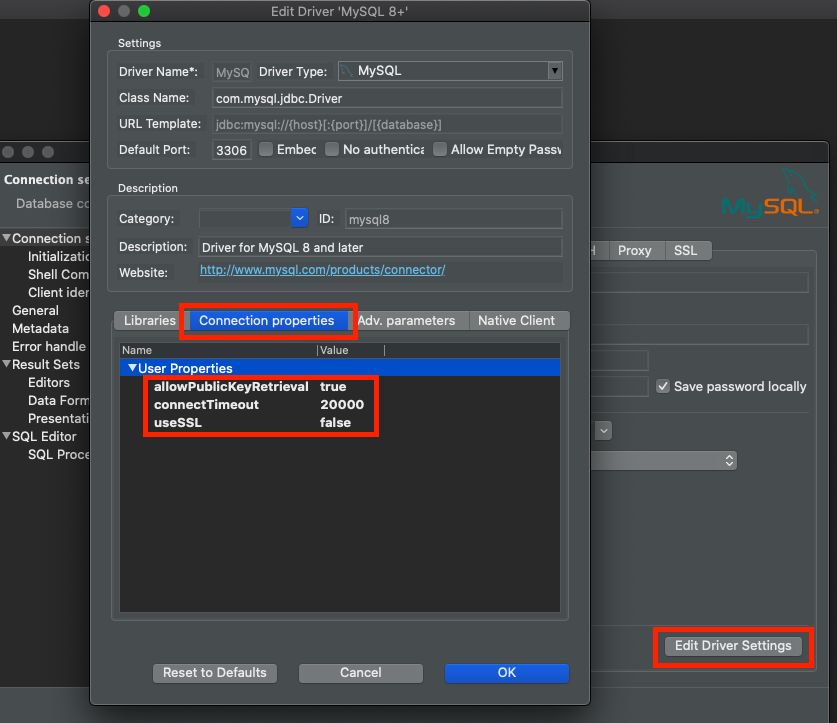 Edit Driver 'MySQL 8+'
Settings
Driver Name*: MySQ Driver Type: MySQL
Class Name: com.mysql.jdbc.Driver
URL Template: jdbc:mysql://{host}[:{port}]/[{database}]
Default Port: 3306 Embec No authentica Allow Empty Passw
Description
Category: ID: mysql8
Description: Driver for MySQL 8 and later
Website: http://www.mysql.com/products/connector/
Libraries Connection properties Adv. parameters Native Client
Name Value
User Properties
allowPublicKeyRetrieval true
connectTimeout 20000
useSSL false
Reset to Defaults Cancel OK
Connection se
Database co
MySQL
Connection s
Initializatio
Shell Com
Client iden
General
Metadata
Error handle
Result Sets
Editors
Data Form
Presentati
SQL Editor
SQL Proce
H Proxy SSL
Save password locally
Edit Driver Settings